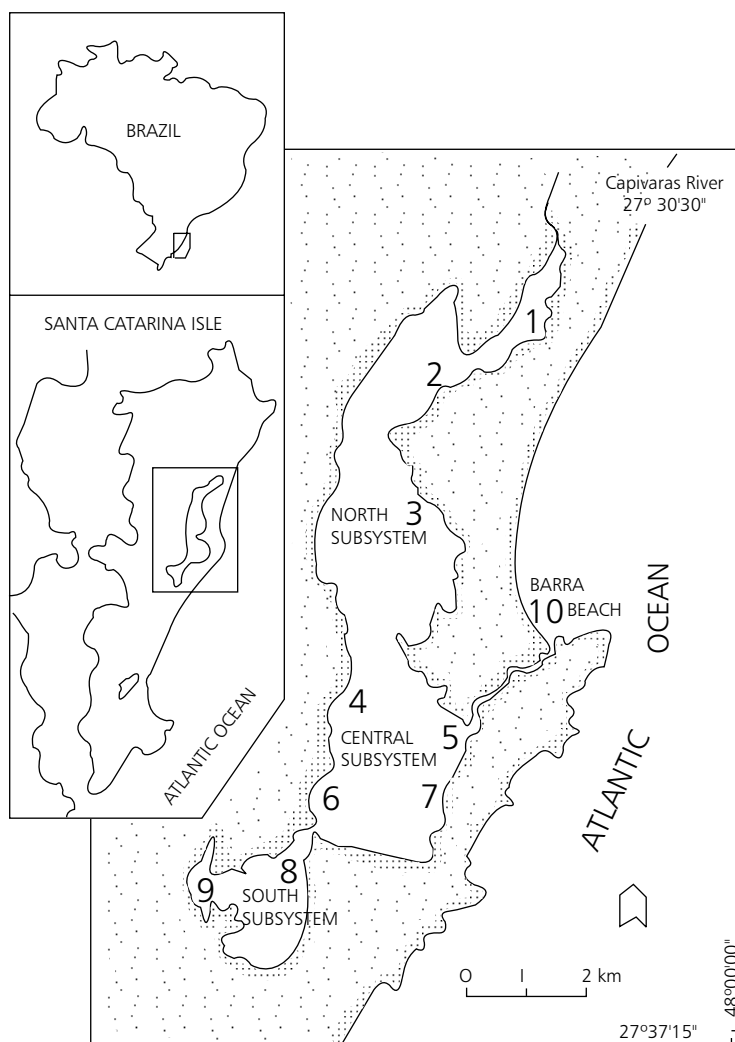 BRAZIL
SANTA CATARINA ISLE
ATLANTIC OCEAN
Capivaras River
27º 30'30"
1
2
3
NORTH
SUBSYSTEM
BARRA
10 BEACH
OCEAN
4
5
CENTRAL
SUBSYSTEM
6
7
ATLANTIC
8
9
SOUTH
SUBSYSTEM
O I 2 km
27º37'15"
48º00'00"